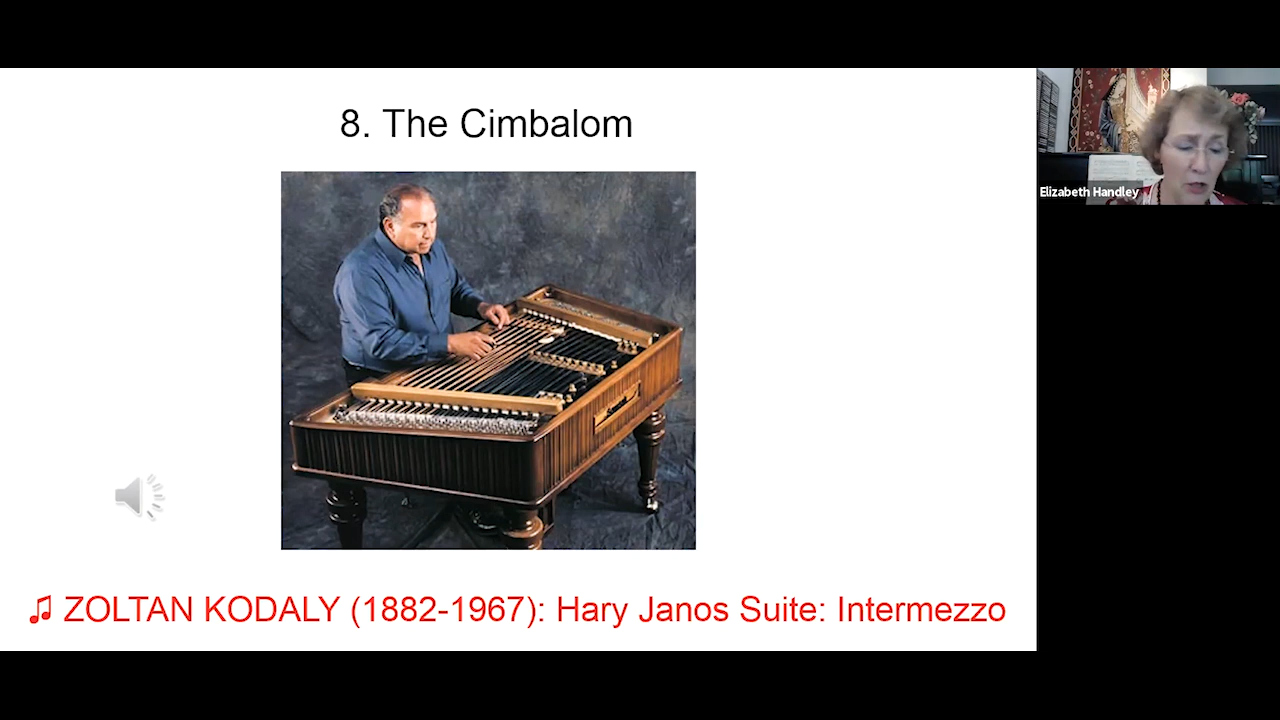 8. The Cimbalom
Elizabeth Handley
♫ ZOLTAN KODALY (1882-1967): Hary Janos Suite: Intermezzo